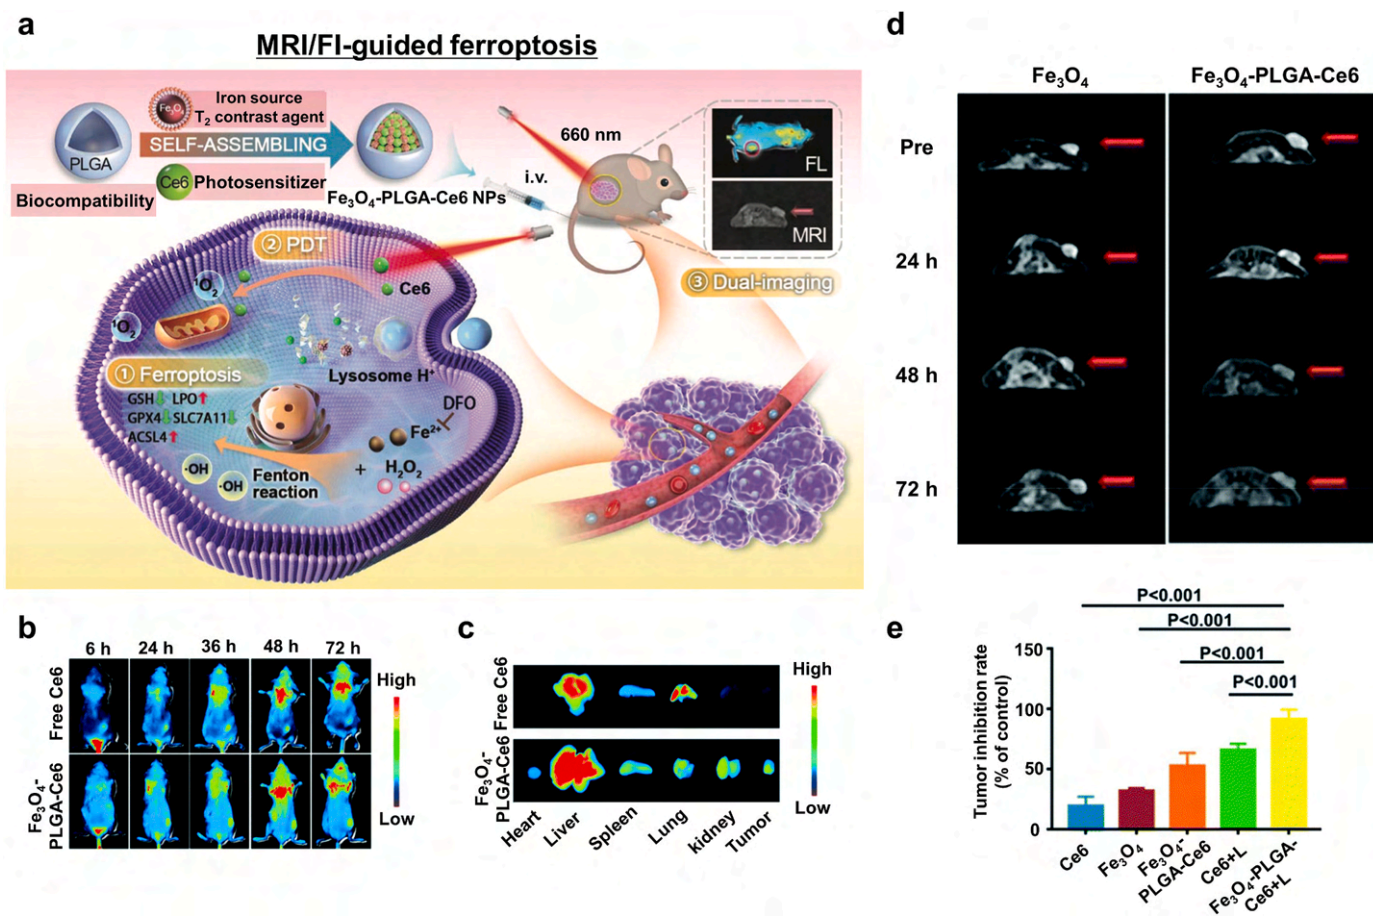 a
MRI/FI-guided ferroptosis
Fe₃O₄
Iron source
T₂ contrast agent
SELF-ASSEMBLING
PLGA
Ce6
Photosensitizer
Biocompatibility
Fe₃O₄-PLGA-Ce6 NPs
i.v.
660 nm
FL
MRI
③ Dual-imaging
② PDT
Ce6
¹O₂
¹O₂
Lysosome H⁺
① Ferroptosis
GSH↓ LPO↑
GPX4↓ SLC7A11↓
ACSL4↑
DFO
Fe²⁺
+
H₂O₂
·OH
·OH
Fenton
reaction
b
6 h 24 h 36 h 48 h 72 h
Free Ce6
Fe₃O₄-
PLGA-Ce6
High
Low
c
Free Ce6
Fe₃O₄-
PLGA-Ce6
Heart
Liver
Spleen
Lung
kidney
Tumor
High
Low
d
Fe₃O₄
Fe₃O₄-PLGA-Ce6
Pre
24 h
48 h
72 h
e
P<0.001
P<0.001
P<0.001
P<0.001
Tumor inhibition rate
(% of control)
150
100
50
0
Ce6
Fe₃O₄
Fe₃O₄-
PLGA-Ce6
Ce6+L
Fe₃O₄-PLGA-
Ce6+L